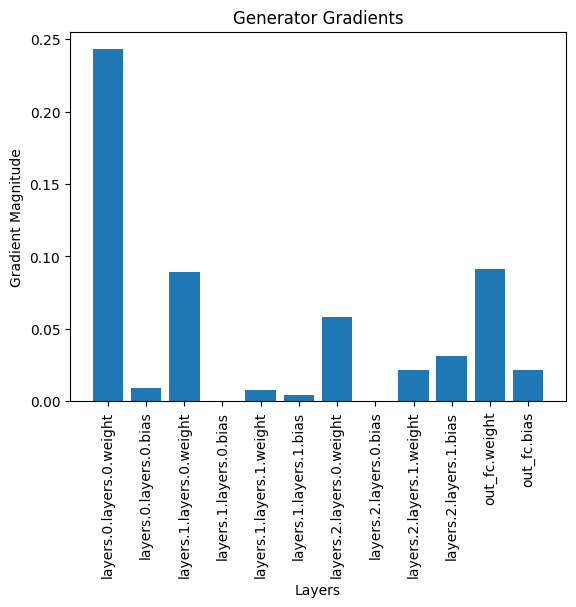 Generator Gradients
Gradient Magnitude
0.25
0.20
0.15
0.10
0.05
0.00
layers.0.layers.0.weight
layers.0.layers.0.bias
layers.1.layers.0.weight
layers.1.layers.0.bias
layers.1.layers.1.weight
layers.1.layers.1.bias
layers.2.layers.0.weight
layers.2.layers.0.bias
layers.2.layers.1.weight
layers.2.layers.1.bias
out_fc.weight
out_fc.bias
Layers